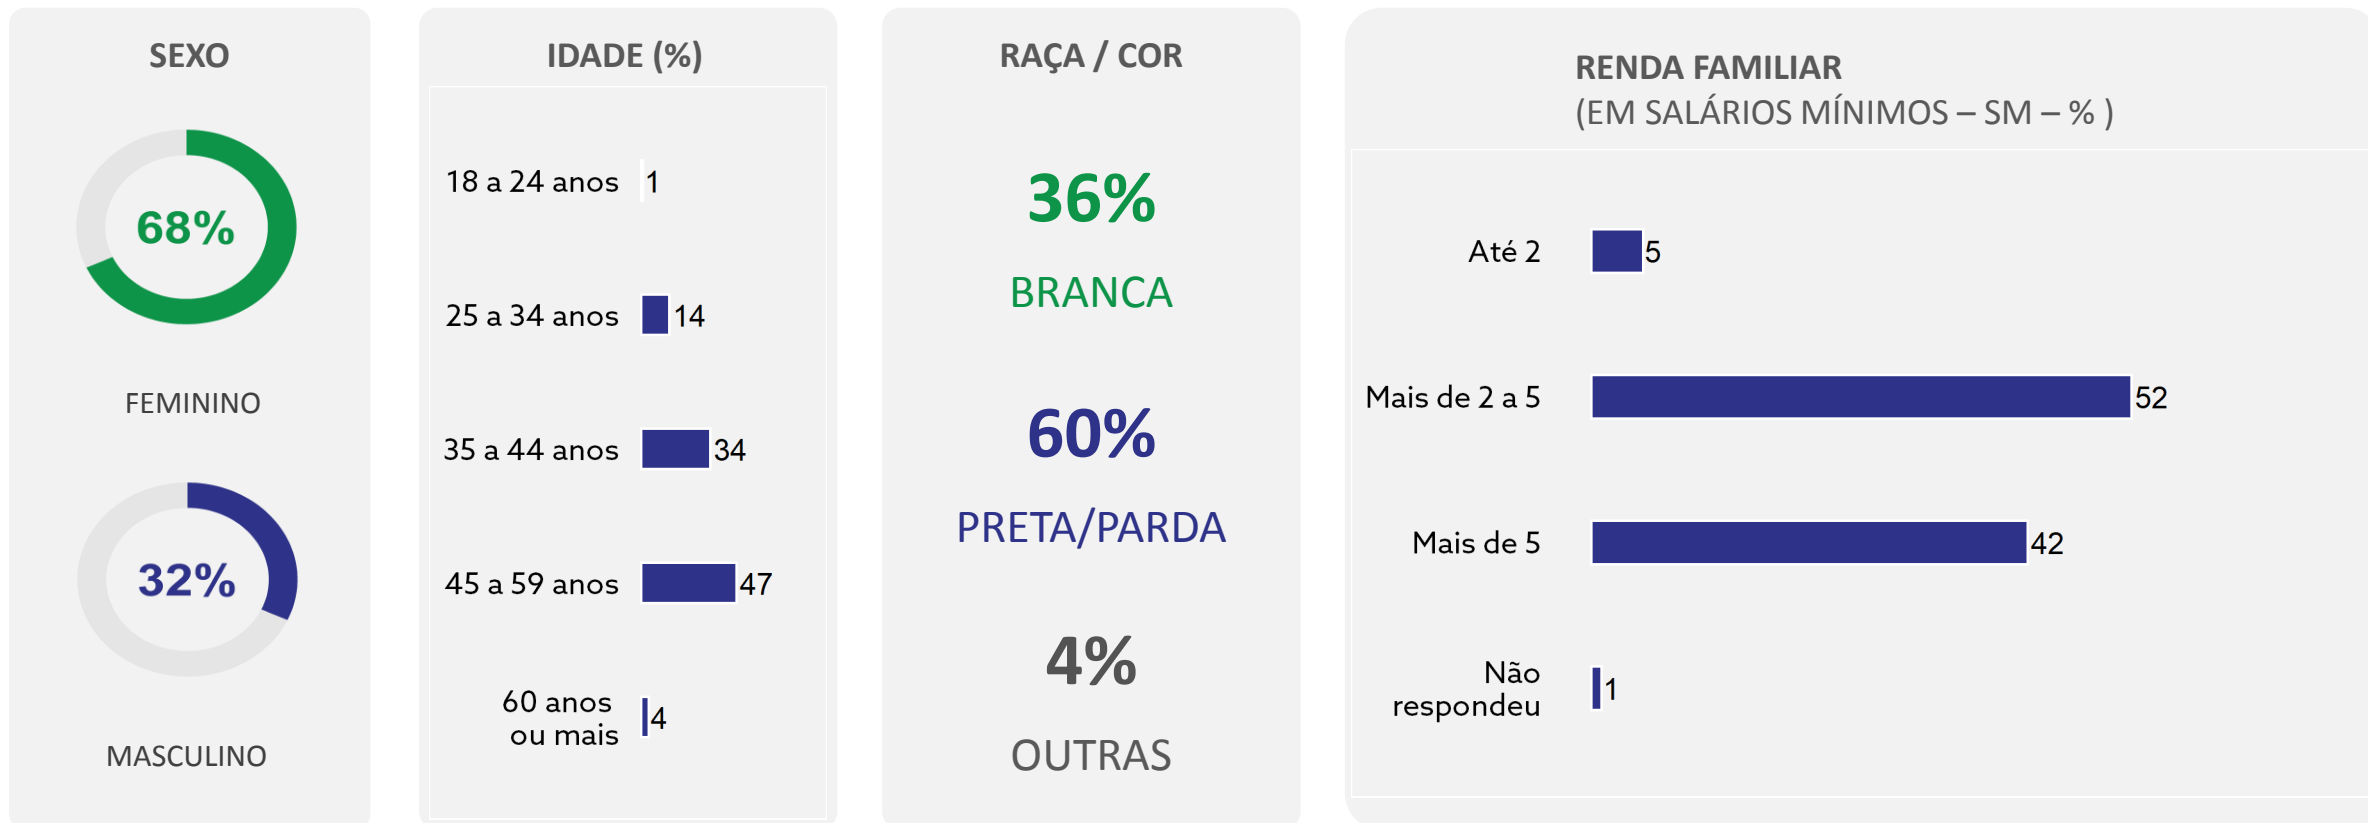 SEXO
68%
FEMININO
32%
MASCULINO
IDADE (%)
18 a 24 anos 1
25 a 34 anos 14
35 a 44 anos 34
45 a 59 anos 47
60 anos
ou mais 4
RAÇA / COR
36%
BRANCA
60%
PRETA/PARDA
4%
OUTRAS
RENDA FAMILIAR
(EM SALÁRIOS MÍNIMOS – SM – % )
Até 2 5
Mais de 2 a 5 52
Mais de 5 42
Não
respondeu 1